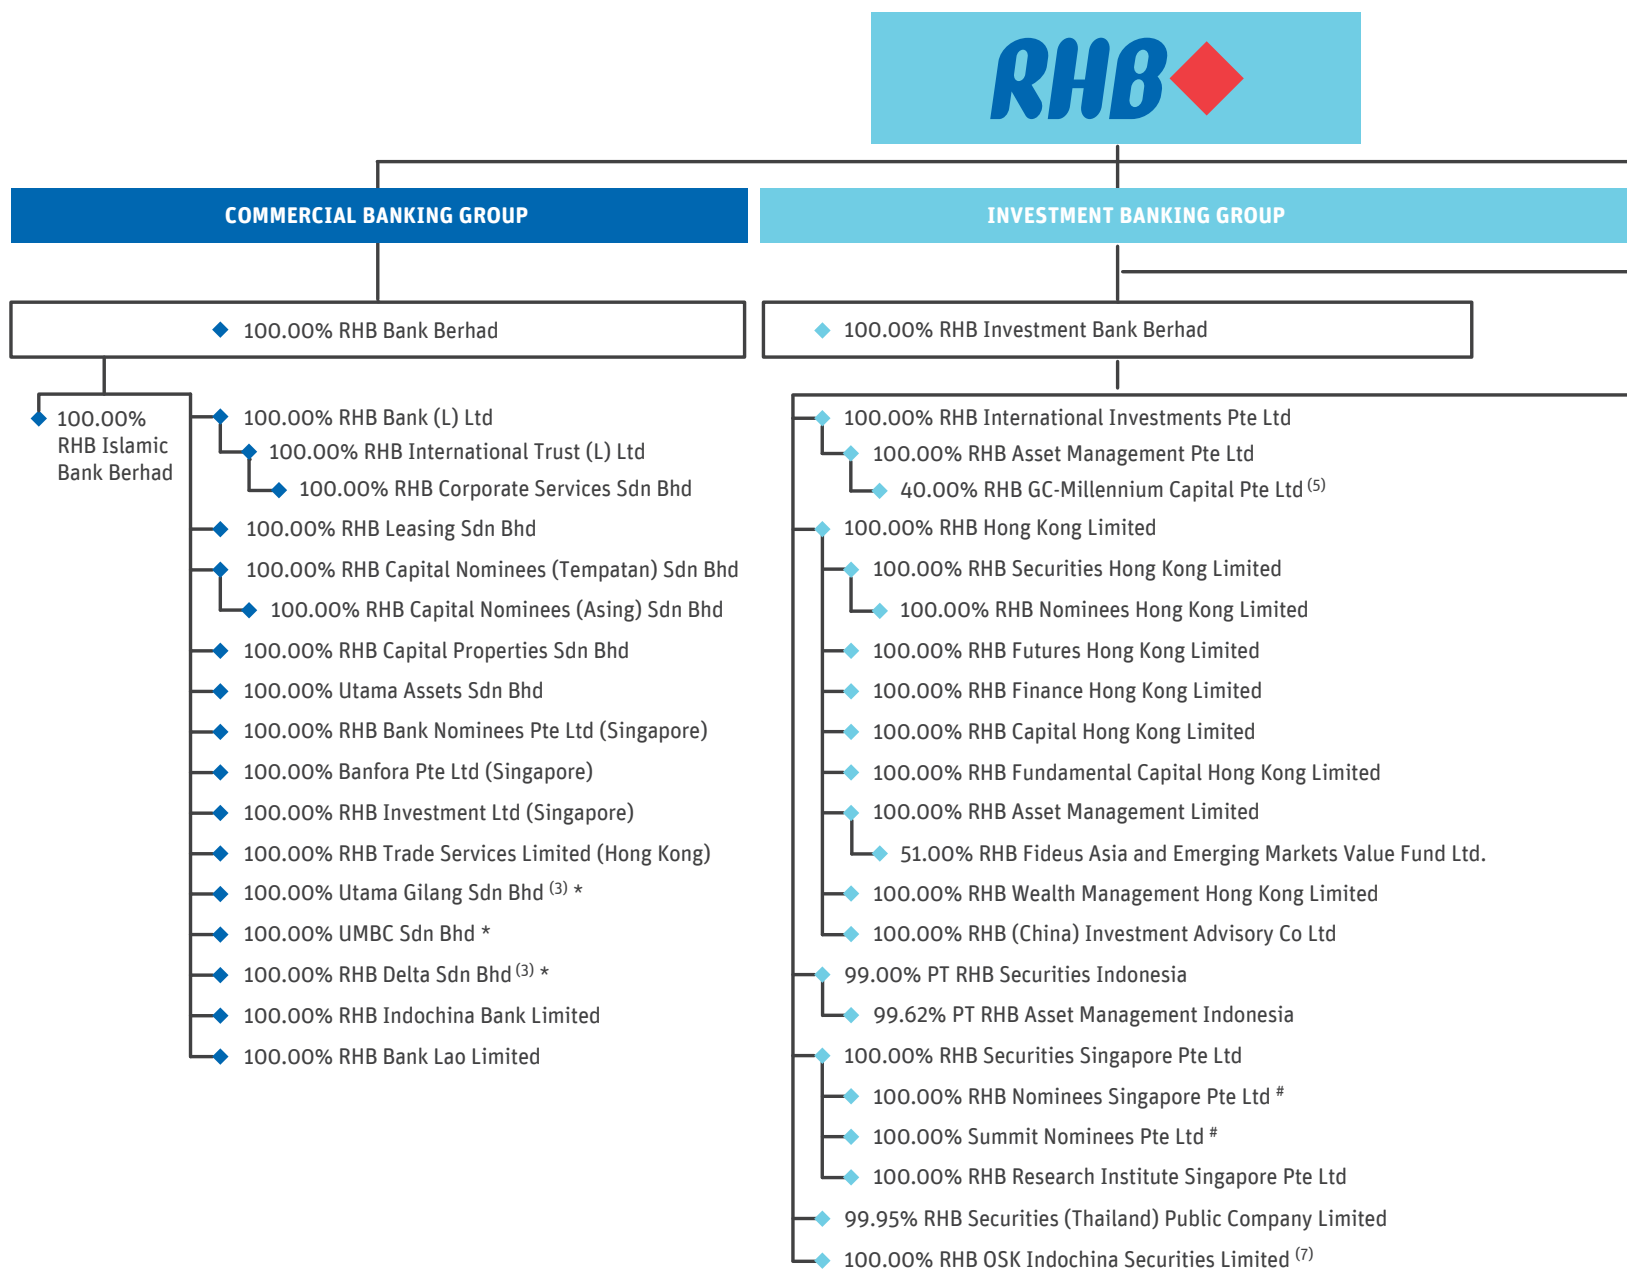 RHB
COMMERCIAL BANKING GROUP
100.00% RHB Bank Berhad
100.00%
RHB Islamic
Bank Berhad
100.00% RHB Bank (L) Ltd
100.00% RHB International Trust (L) Ltd
100.00% RHB Corporate Services Sdn Bhd
100.00% RHB Leasing Sdn Bhd
100.00% RHB Capital Nominees (Tempatan) Sdn Bhd
100.00% RHB Capital Nominees (Asing) Sdn Bhd
100.00% RHB Capital Properties Sdn Bhd
100.00% Utama Assets Sdn Bhd
100.00% RHB Bank Nominees Pte Ltd (Singapore)
100.00% Banfora Pte Ltd (Singapore)
100.00% RHB Investment Ltd (Singapore)
100.00% RHB Trade Services Limited (Hong Kong)
100.00% Utama Gilang Sdn Bhd (3) *
100.00% UMBC Sdn Bhd *
100.00% RHB Delta Sdn Bhd (3) *
100.00% RHB Indochina Bank Limited
100.00% RHB Bank Lao Limited
INVESTMENT BANKING GROUP
100.00% RHB Investment Bank Berhad
100.00% RHB International Investments Pte Ltd
100.00% RHB Asset Management Pte Ltd
40.00% RHB GC-Millennium Capital Pte Ltd (5)
100.00% RHB Hong Kong Limited
100.00% RHB Securities Hong Kong Limited
100.00% RHB Nominees Hong Kong Limited
100.00% RHB Futures Hong Kong Limited
100.00% RHB Finance Hong Kong Limited
100.00% RHB Capital Hong Kong Limited
100.00% RHB Fundamental Capital Hong Kong Limited
100.00% RHB Asset Management Limited
51.00% RHB Fideus Asia and Emerging Markets Value Fund Ltd.
100.00% RHB Wealth Management Hong Kong Limited
100.00% RHB (China) Investment Advisory Co Ltd
99.00% PT RHB Securities Indonesia
99.62% PT RHB Asset Management Indonesia
100.00% RHB Securities Singapore Pte Ltd
100.00% RHB Nominees Singapore Pte Ltd #
100.00% Summit Nominees Pte Ltd #
100.00% RHB Research Institute Singapore Pte Ltd
99.95% RHB Securities (Thailand) Public Company Limited
100.00% RHB OSK Indochina Securities Limited (7)